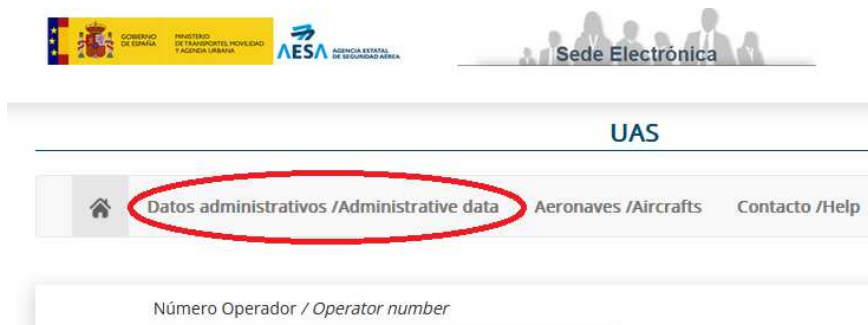 GOBIERNO
DE ESPAÑA
MINISTERIO
DE TRANSPORTES, MOVILIDAD
Y AGENDA URBANA
AESA AGENCIA ESTATAL
DE SEGURIDAD AÉREA
Sede Electrónica
UAS
Datos administrativos /Administrative data Aeronaves /Aircrafts Contacto /Help
Número Operador / Operator number